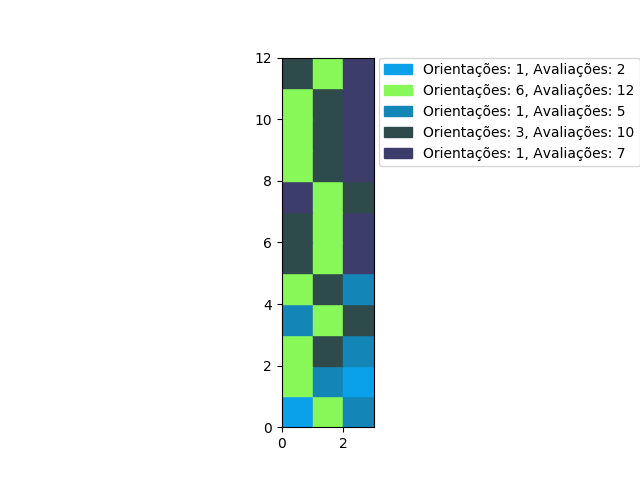 12
10
8
6
4
2
0
0 2
Orientações: 1, Avaliações: 2
Orientações: 6, Avaliações: 12
Orientações: 1, Avaliações: 5
Orientações: 3, Avaliações: 10
Orientações: 1, Avaliações: 7